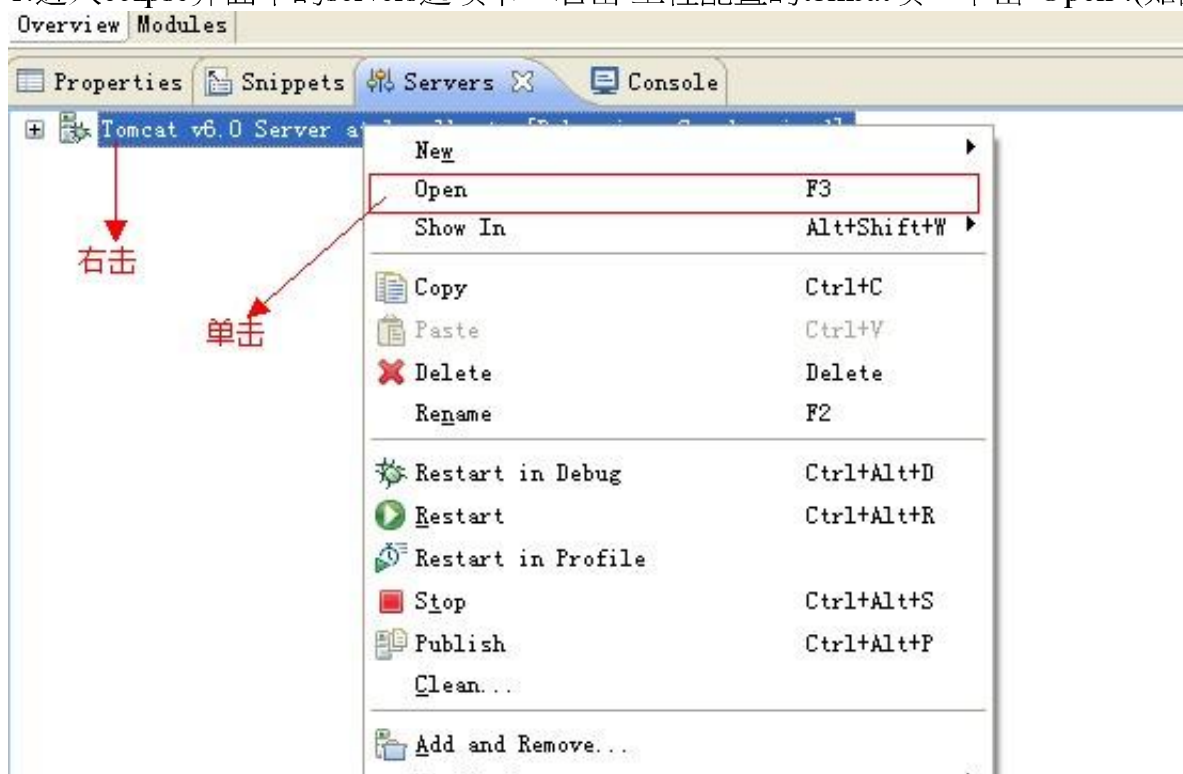 Overview Modules
Properties Snippets Servers Console
Tomcat v6.0 Server
New
Open F3
Show In Alt+Shift+W
右击
Copy Ctrl+C
单击
Paste Ctrl+V
Delete Delete
Rename F2
Restart in Debug Ctrl+Alt+D
Restart Ctrl+Alt+R
Restart in Profile
Stop Ctrl+Alt+S
Publish Ctrl+Alt+P
Clean...
Add and Remove...